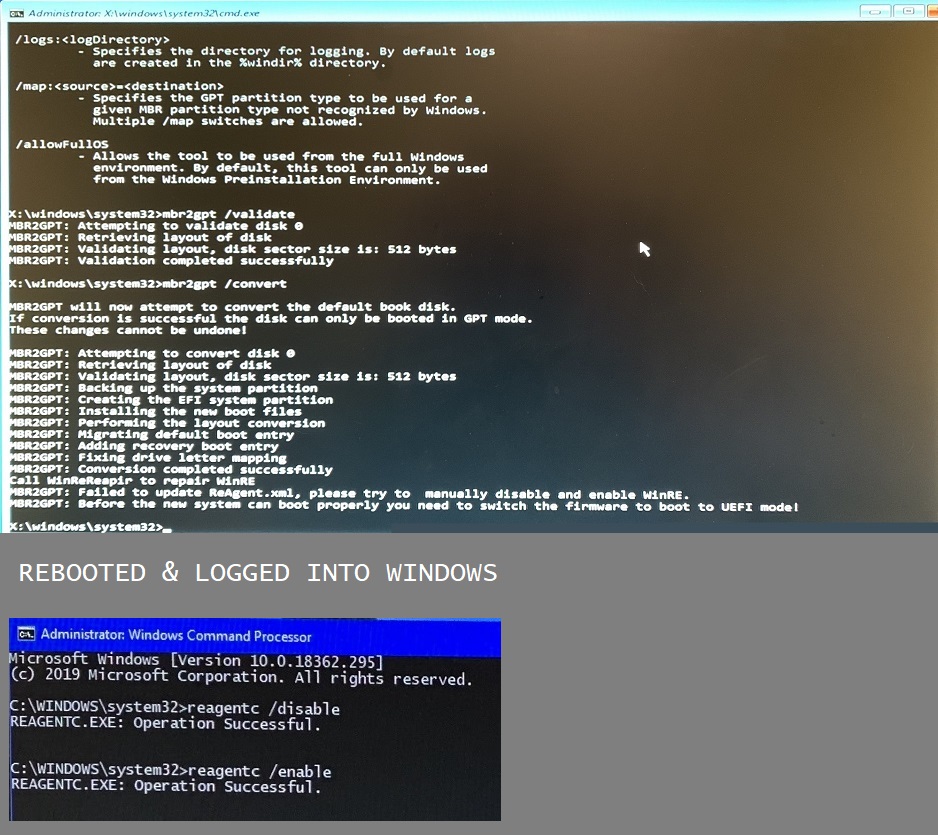 Administrator: X:\windows\system32\cmd.exe
/logs:<logDirectory>
- Specifies the directory for logging. By default logs
are created in the %windir% directory.
/map:<source>=<destination>
- Specifies the GPT partition type to be used for a
given MBR partition type not recognized by Windows.
Multiple /map switches are allowed.
/allowFullOS
- Allows the tool to be used from the full Windows
environment. By default, this tool can only be used
from the Windows Preinstallation Environment.
X:\windows\system32>mbr2gpt /validate
MBR2GPT: Attempting to validate disk 0
MBR2GPT: Retrieving layout of disk
MBR2GPT: Validating layout, disk sector size is: 512 bytes
MBR2GPT: Validation completed successfully
X:\windows\system32>mbr2gpt /convert
MBR2GPT will now attempt to convert the default book disk.
If conversion is successful the disk can only be booted in GPT mode.
These changes cannot be undone!
MBR2GPT: Attempting to convert disk 0
MBR2GPT: Retrieving layout of disk
MBR2GPT: Validating layout, disk sector size is: 512 bytes
MBR2GPT: Backing up the system partition
MBR2GPT: Creating the EFI system partition
MBR2GPT: Installing the new boot files
MBR2GPT: Performing the layout conversion
MBR2GPT: Migrating default boot entry
MBR2GPT: Adding recovery boot entry
MBR2GPT: Fixing drive letter mapping
MBR2GPT: Conversion completed successfully
Call WinReReapir to repair WinRE
MBR2GPT: Failed to update ReAgent.xml, please try to  manually disable and enable WinRE.
MBR2GPT: Before the new system can boot properly you need to switch the firmware to boot to UEFI mode!
X:\windows\system32>_
REBOOTED & LOGGED INTO WINDOWS
Administrator: Windows Command Processor
Microsoft Windows [Version 10.0.18362.295]
(c) 2019 Microsoft Corporation. All rights reserved.
C:\WINDOWS\system32>reagentc /disable
REAGENTC.EXE: Operation Successful.
C:\WINDOWS\system32>reagentc /enable
REAGENTC.EXE: Operation Successful.